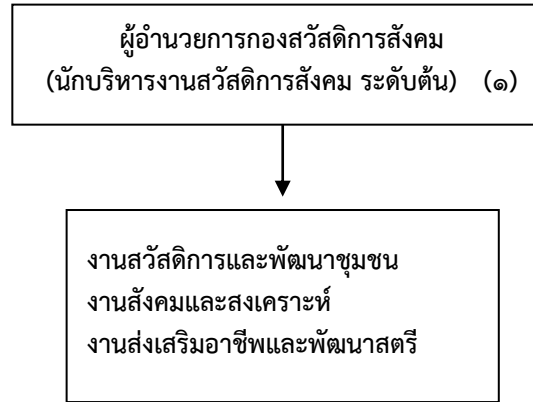 ผู้อำนวยการกองสวัสดิการสังคม
(นักบริหารงานสวัสดิการสังคม ระดับต้น) (๑)
งานสวัสดิการและพัฒนาชุมชน
งานสังคมและสงเคราะห์
งานส่งเสริมอาชีพและพัฒนาสตรี